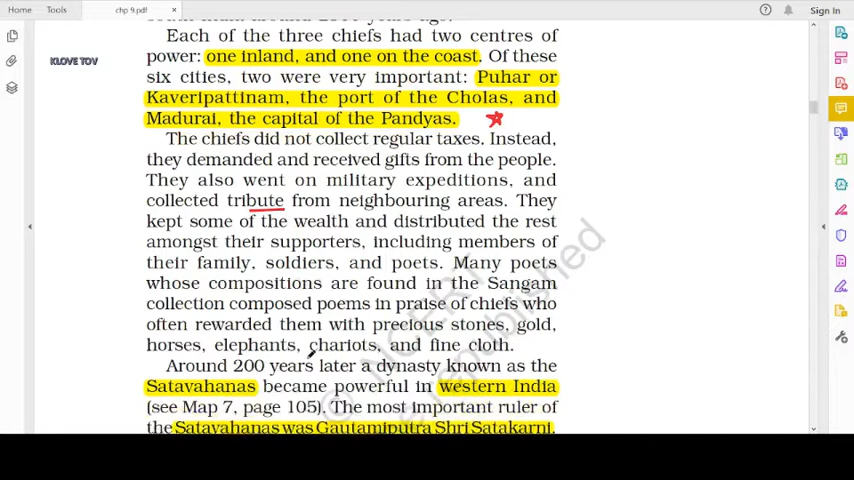 Home Tools chp 9.pdf × Sign In
KLOVE TOV
Each of the three chiefs had two centres of
power: one inland, and one on the coast. Of these
six cities, two were very important: Puhar or
Kaveripattinam, the port of the Cholas, and
Madurai, the capital of the Pandyas.
The chiefs did not collect regular taxes. Instead,
they demanded and received gifts from the people.
They also went on military expeditions, and
collected tribute from neighbouring areas. They
kept some of the wealth and distributed the rest
amongst their supporters, including members of
their family, soldiers, and poets. Many poets
whose compositions are found in the Sangam
collection composed poems in praise of chiefs who
often rewarded them with precious stones, gold,
horses, elephants, chariots, and fine cloth.
Around 200 years later a dynasty known as the
Satavahanas became powerful in western India
(see Map 7, page 105). The most important ruler of
the Satavahanas was Gautamiputra Shri Satakarni.
© NCERT
be republished